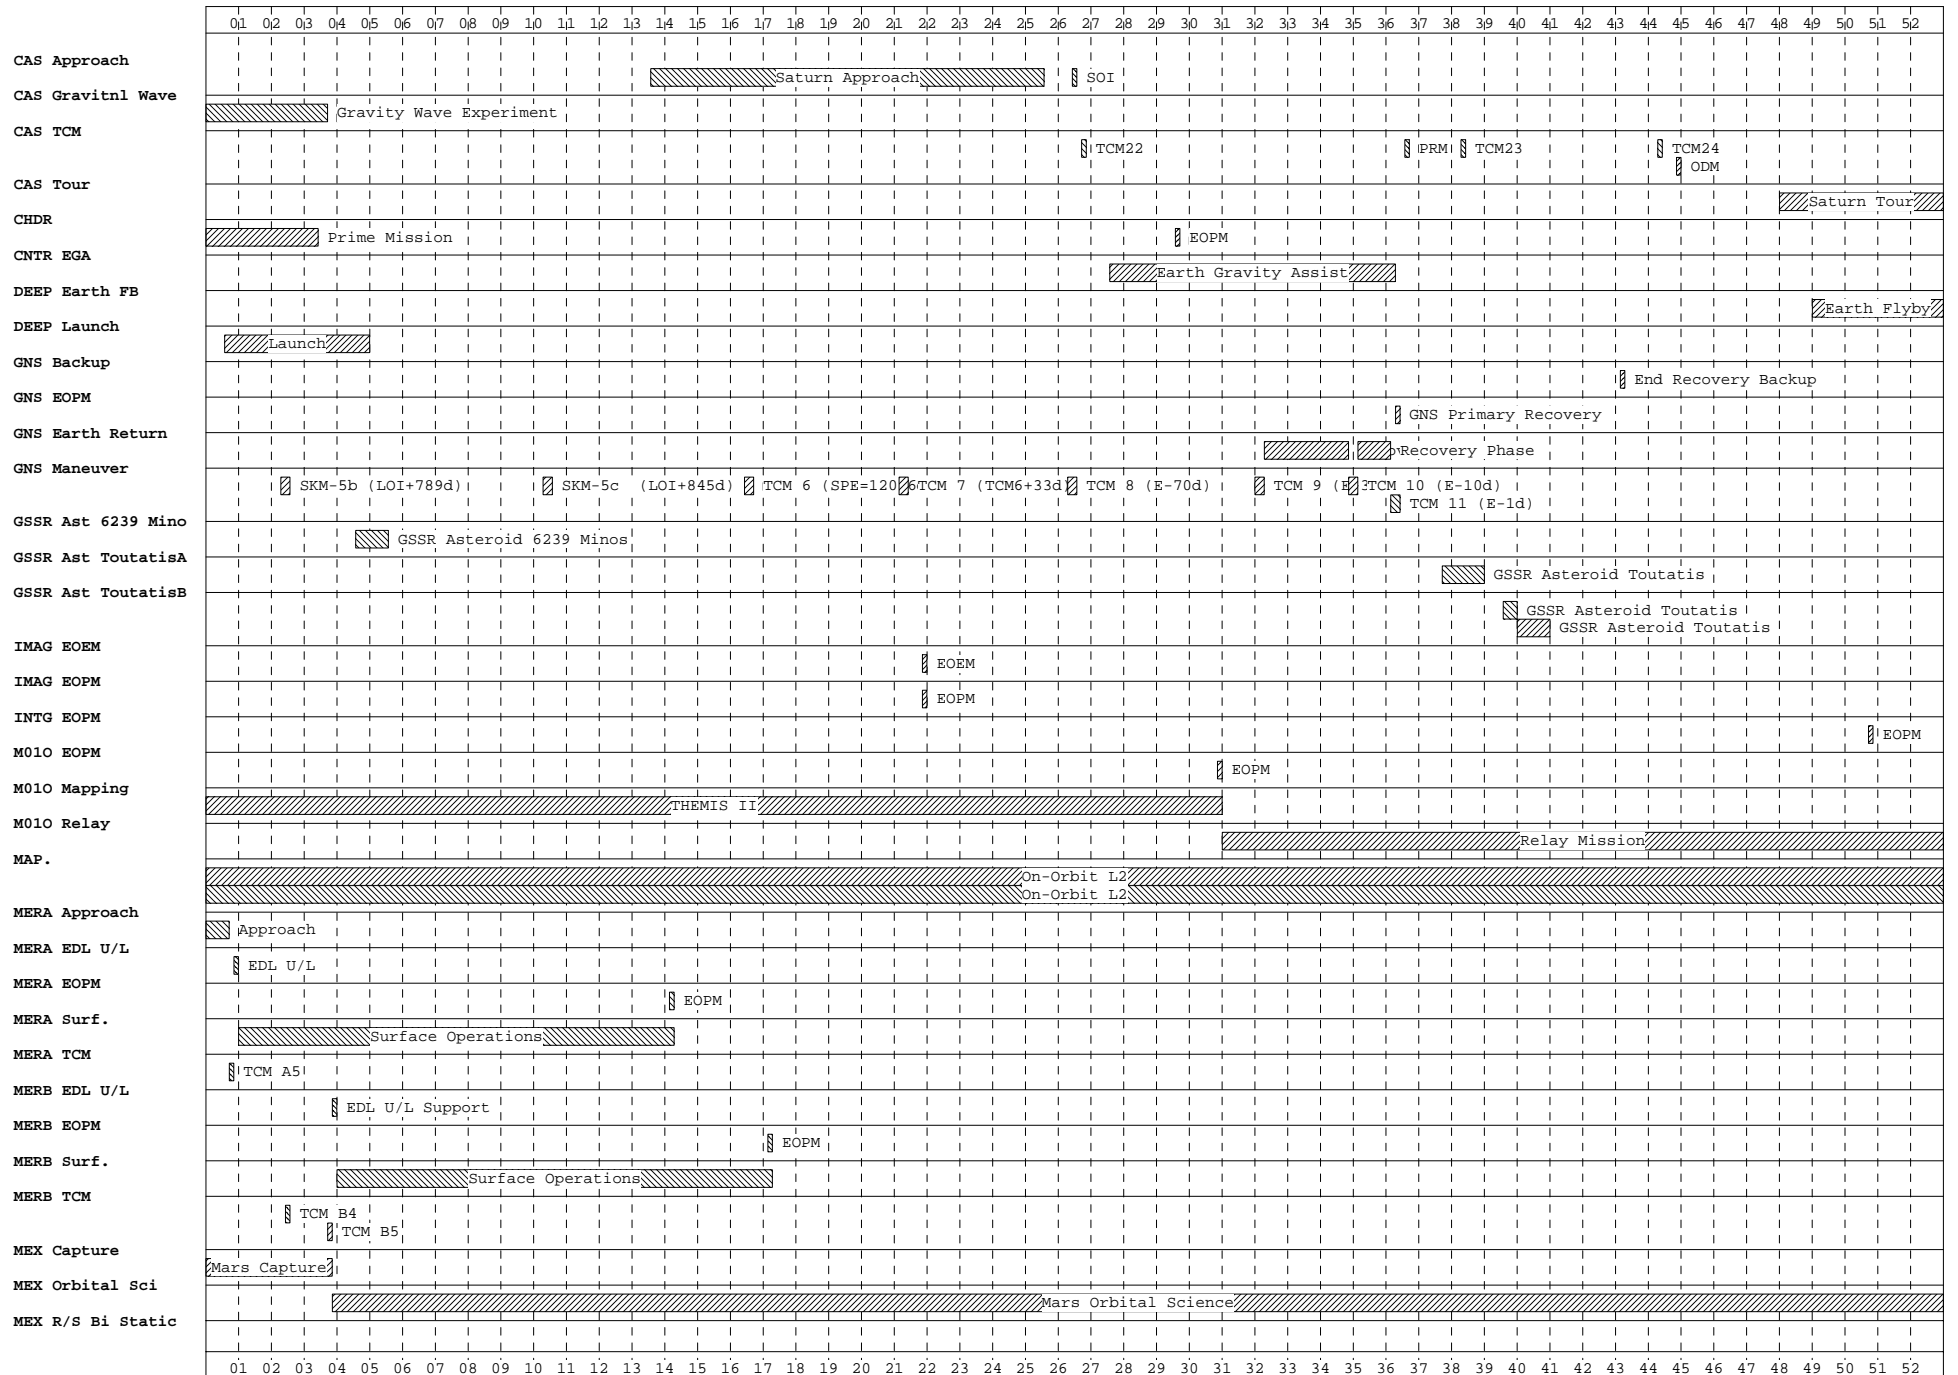 01 02 03 04 05 06 07 08 09 10 11 12 13 14 15 16 17 18 19 20 21 22 23 24 25 26 27 28 29 30 31 32 33 34 35 36 37 38 39 40 41 42 43 44 45 46 47 48 49 50 51 52
CAS Approach
Saturn Approach SOI
CAS Gravitnl Wave
Gravity Wave Experiment
CAS TCM
TCM22 PRM TCM23 TCM24
ODM
CAS Tour
Saturn Tour
CHDR
Prime Mission EOPM
CNTR EGA
Earth Gravity Assist
DEEP Earth FB
Earth Flyby
DEEP Launch
Launch
GNS Backup
End Recovery Backup
GNS EOPM
GNS Primary Recovery
GNS Earth Return
Recovery Phase
GNS Maneuver
SKM-5b (LOI+789d) SKM-5c (LOI+845d) TCM 6 (SPE=120 6 TCM 7 (TCM6+33d) TCM 8 (E-70d) TCM 9 (E TCM 10 (E-10d)
TCM 11 (E-1d)
GSSR Ast 6239 Mino
GSSR Asteroid 6239 Minos
GSSR Ast ToutatisA
GSSR Asteroid Toutatis
GSSR Ast ToutatisB
GSSR Asteroid Toutatis
GSSR Asteroid Toutatis
IMAG EOEM
EOEM
IMAG EOPM
EOPM
INTG EOPM
EOPM
M01O EOPM
EOPM
M01O Mapping
THEMIS II
M01O Relay
Relay Mission
MAP.
On-Orbit L2
On-Orbit L2
MERA Approach
Approach
MERA EDL U/L
EDL U/L
MERA EOPM
EOPM
MERA Surf.
Surface Operations
MERA TCM
TCM A5
MERB EDL U/L
EDL U/L Support
MERB EOPM
EOPM
MERB Surf.
Surface Operations
MERB TCM
TCM B4
TCM B5
MEX Capture
Mars Capture
MEX Orbital Sci
Mars Orbital Science
MEX R/S Bi Static
01 02 03 04 05 06 07 08 09 10 11 12 13 14 15 16 17 18 19 20 21 22 23 24 25 26 27 28 29 30 31 32 33 34 35 36 37 38 39 40 41 42 43 44 45 46 47 48 49 50 51 52